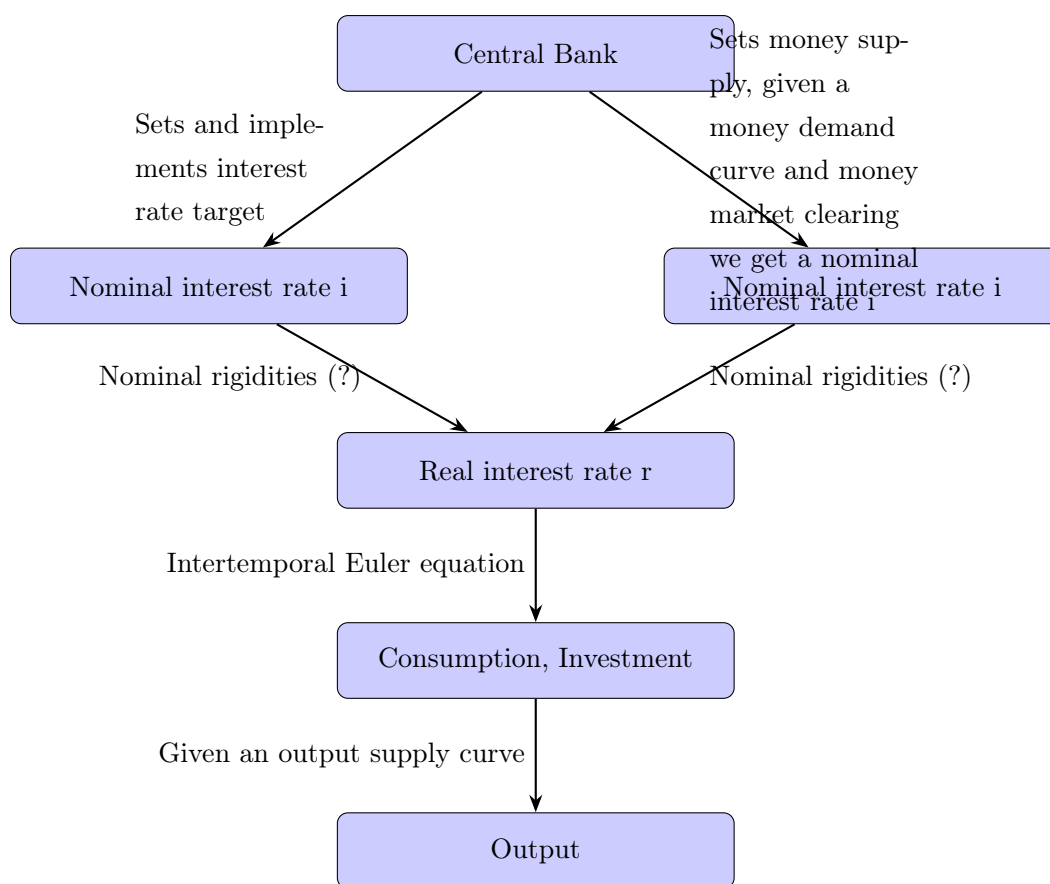 Central Bank
Sets money sup-
ply, given a
money demand
curve and money
market clearing
we get a nominal
interest rate i
Sets and imple-
ments interest
rate target
Nominal interest rate i
Nominal interest rate i
Nominal rigidities (?)
Nominal rigidities (?)
Real interest rate r
Intertemporal Euler equation
Consumption, Investment
Given an output supply curve
Output